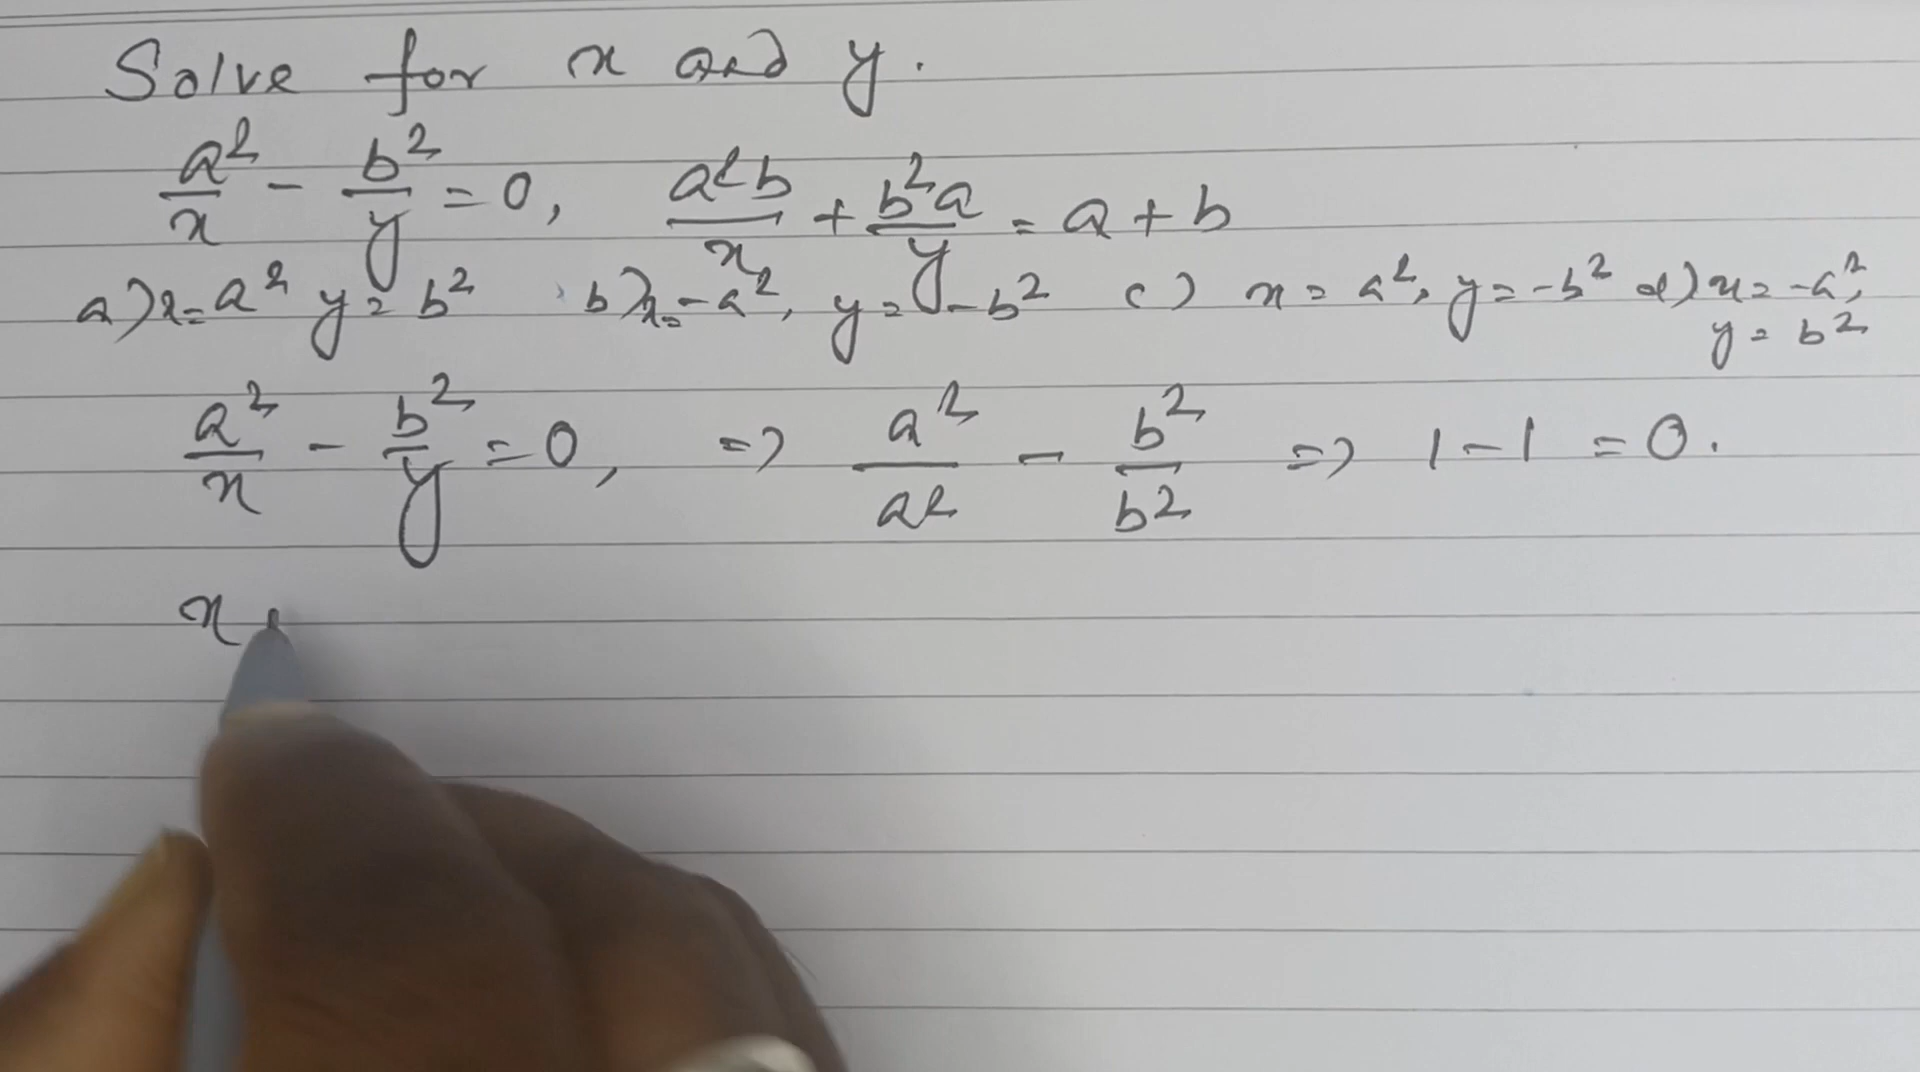 Solve for x and y.
a²/x - b²/y = 0, a²b/x + b²a/y = a + b
a) x = a² y = b² b) x = -a², y = -b² c) x = a², y = -b² d) x = -a², y = b²
a²/x - b²/y = 0, => a²/a² - b²/b² => 1 - 1 = 0.
x